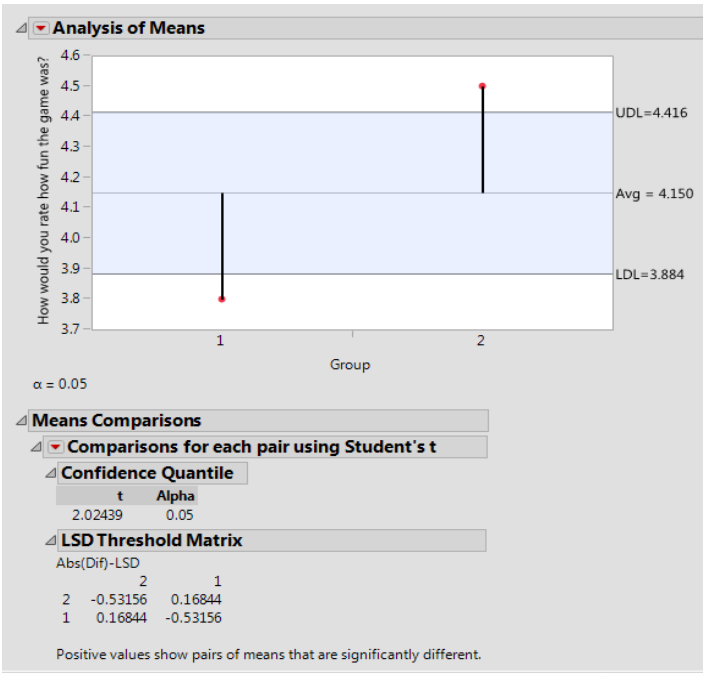 Analysis of Means
How would you rate how fun the game was?
4.6
4.5
4.4
4.3
4.2
4.1
4.0
3.9
3.8
3.7
UDL=4.416
Avg = 4.150
LDL=3.884
1 2
Group
α = 0.05
Means Comparisons
Comparisons for each pair using Student's t
Confidence Quantile
t Alpha
2.02439 0.05
LSD Threshold Matrix
Abs(Dif)-LSD
2 1
2 -0.53156 0.16844
1 0.16844 -0.53156
Positive values show pairs of means that are significantly different.